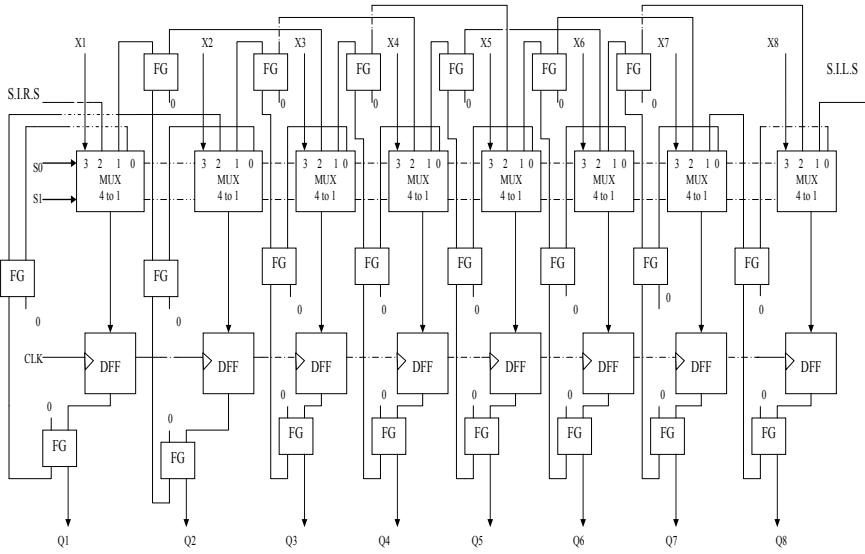 X1 FG X2 FG X3 FG X4 FG X5 FG X6 FG X7 X8
S.I.R.S S.I.L.S
0 0 0 0 0 0
3 2 1 0 3 2 1 0 3 2 1 0 3 2 1 0 3 2 1 0 3 2 1 0 3 2 1 0 3 2 1 0
S0
MUX MUX MUX MUX MUX MUX MUX MUX
S1
4 to 1 4 to 1 4 to 1 4 to 1 4 to 1 4 to 1 4 to 1 4 to 1
FG FG FG FG FG FG FG FG
0 0 0 0 0 0 0 0
CLK DFF DFF DFF DFF DFF DFF DFF DFF
0 0 0 0 0 0 0 0
FG FG FG FG FG FG FG FG
Q1 Q2 Q3 Q4 Q5 Q6 Q7 Q8